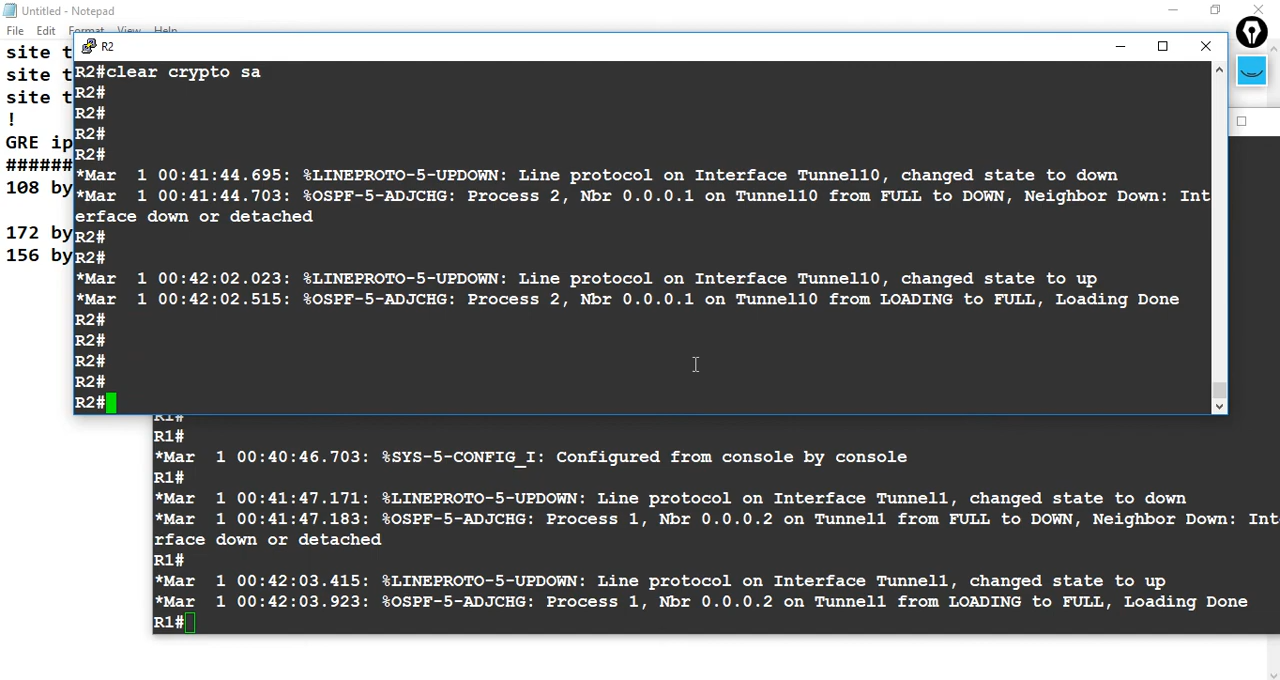 Untitled - Notepad
File Edit Format View Help
site t
site t
site t
!
GRE ip
######
108 by
172 by
156 by
R2
R2#clear crypto sa
R2#
R2#
R2#
R2#
*Mar  1 00:41:44.695: %LINEPROTO-5-UPDOWN: Line protocol on Interface Tunnel10, changed state to down
*Mar  1 00:41:44.703: %OSPF-5-ADJCHG: Process 2, Nbr 0.0.0.1 on Tunnel10 from FULL to DOWN, Neighbor Down: Int
erface down or detached
R2#
R2#
*Mar  1 00:42:02.023: %LINEPROTO-5-UPDOWN: Line protocol on Interface Tunnel10, changed state to up
*Mar  1 00:42:02.515: %OSPF-5-ADJCHG: Process 2, Nbr 0.0.0.1 on Tunnel10 from LOADING to FULL, Loading Done
R2#
R2#
R2#
R2#
R2#
R1#
R1#
*Mar  1 00:40:46.703: %SYS-5-CONFIG_I: Configured from console by console
R1#
*Mar  1 00:41:47.171: %LINEPROTO-5-UPDOWN: Line protocol on Interface Tunnel1, changed state to down
*Mar  1 00:41:47.183: %OSPF-5-ADJCHG: Process 1, Nbr 0.0.0.2 on Tunnel1 from FULL to DOWN, Neighbor Down: Int
rface down or detached
R1#
*Mar  1 00:42:03.415: %LINEPROTO-5-UPDOWN: Line protocol on Interface Tunnel1, changed state to up
*Mar  1 00:42:03.923: %OSPF-5-ADJCHG: Process 1, Nbr 0.0.0.2 on Tunnel1 from LOADING to FULL, Loading Done
R1#